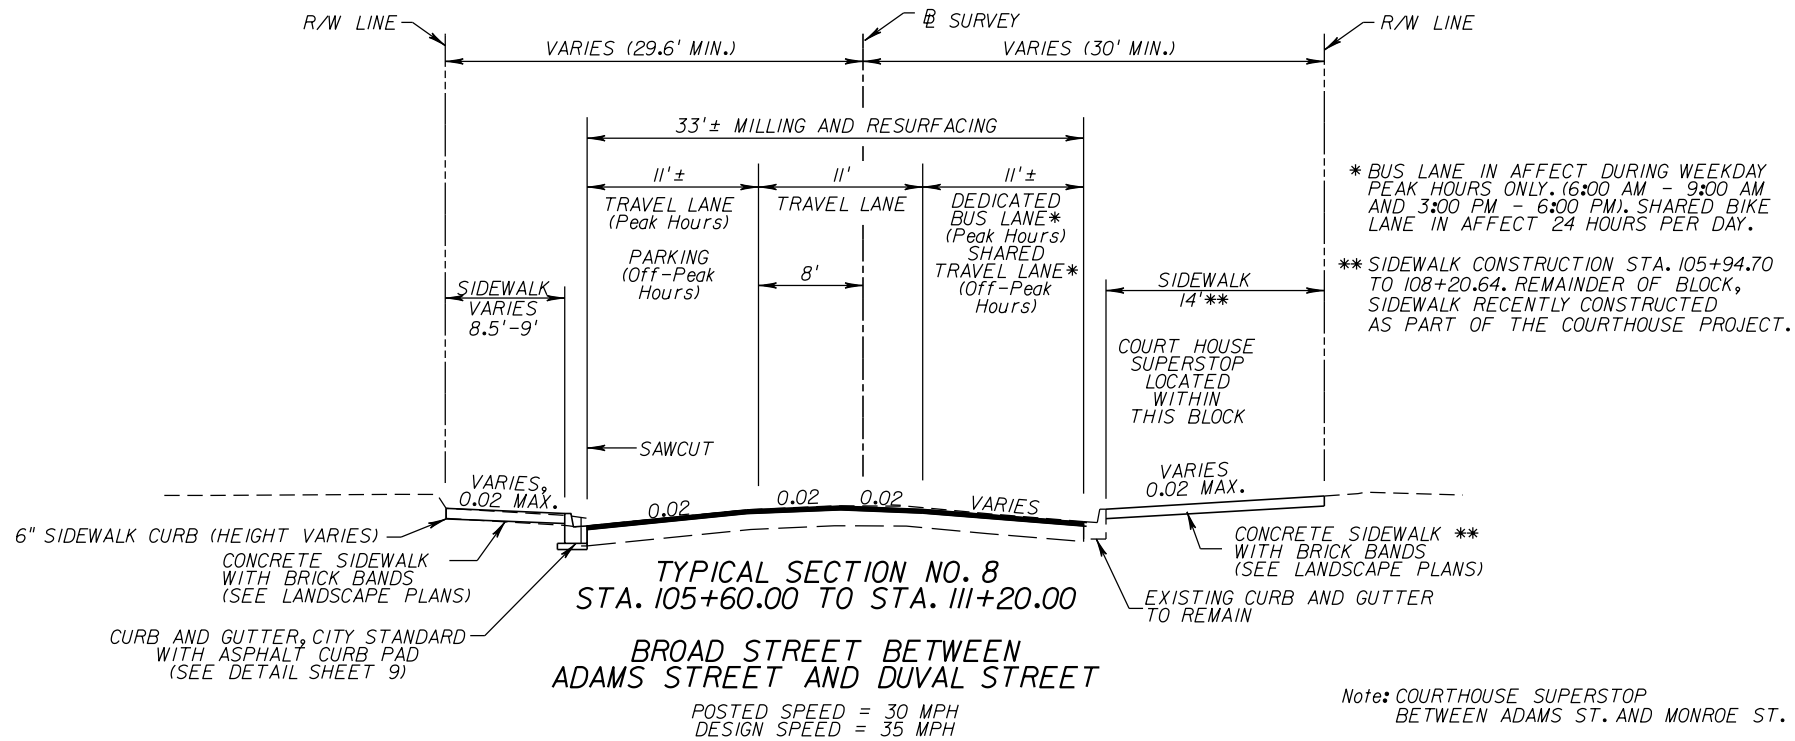 R/W LINE
℄ SURVEY
R/W LINE
VARIES (29.6' MIN.)
VARIES (30' MIN.)
33'± MILLING AND RESURFACING
11'±
11'
11'±
TRAVEL LANE
(Peak Hours)
PARKING
(Off-Peak
Hours)
TRAVEL LANE
8'
DEDICATED
BUS LANE*
(Peak Hours)
SHARED
TRAVEL LANE*
(Off-Peak
Hours)
* BUS LANE IN AFFECT DURING WEEKDAY
PEAK HOURS ONLY. (6:00 AM - 9:00 AM
AND 3:00 PM - 6:00 PM). SHARED BIKE
LANE IN AFFECT 24 HOURS PER DAY.
** SIDEWALK CONSTRUCTION STA. 105+94.70
TO 108+20.64. REMAINDER OF BLOCK,
SIDEWALK RECENTLY CONSTRUCTED
AS PART OF THE COURTHOUSE PROJECT.
SIDEWALK
VARIES
8.5'-9'
SIDEWALK
14'**
COURT HOUSE
SUPERSTOP
LOCATED
WITHIN
THIS BLOCK
SAWCUT
VARIES,
0.02 MAX.
0.02
0.02
0.02
VARIES
VARIES
0.02 MAX.
6" SIDEWALK CURB (HEIGHT VARIES)
CONCRETE SIDEWALK
WITH BRICK BANDS
(SEE LANDSCAPE PLANS)
CURB AND GUTTER, CITY STANDARD
WITH ASPHALT CURB PAD
(SEE DETAIL SHEET 9)
CONCRETE SIDEWALK **
WITH BRICK BANDS
(SEE LANDSCAPE PLANS)
EXISTING CURB AND GUTTER
TO REMAIN
TYPICAL SECTION NO. 8
STA. 105+60.00 TO STA. 111+20.00
BROAD STREET BETWEEN
ADAMS STREET AND DUVAL STREET
POSTED SPEED = 30 MPH
DESIGN SPEED = 35 MPH
Note: COURTHOUSE SUPERSTOP
BETWEEN ADAMS ST. AND MONROE ST.